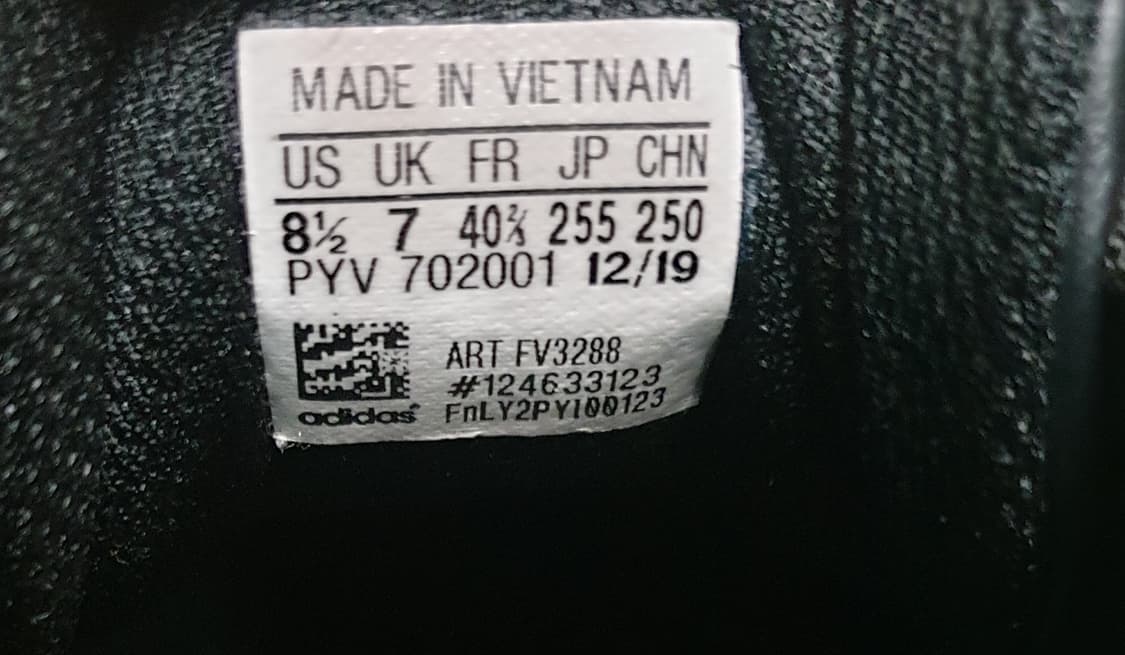 MADE IN VIETNAM
US UK FR JP CHN
8½ 7 40⅔ 255 250
PYV 702001 12/19
ART FV3288
#124633123
FnLY2PYI00123
adidas